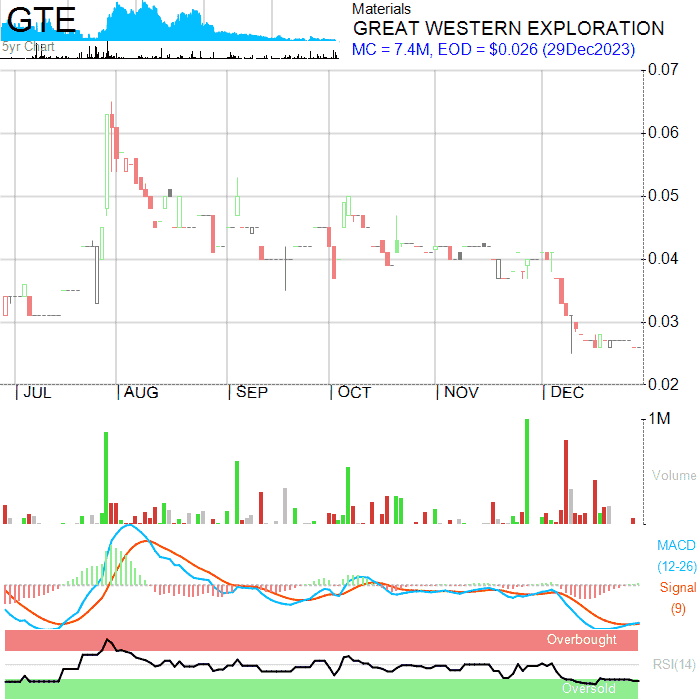 GTE
5yr Chart
Materials
GREAT WESTERN EXPLORATION
MC = 7.4M, EOD = $0.026 (29Dec2023)
0.07
0.06
0.05
0.04
0.03
0.02
JUL AUG SEP OCT NOV DEC
1M
Volume
MACD
(12-26)
Signal
(9)
Overbought
RSI(14)
Oversold